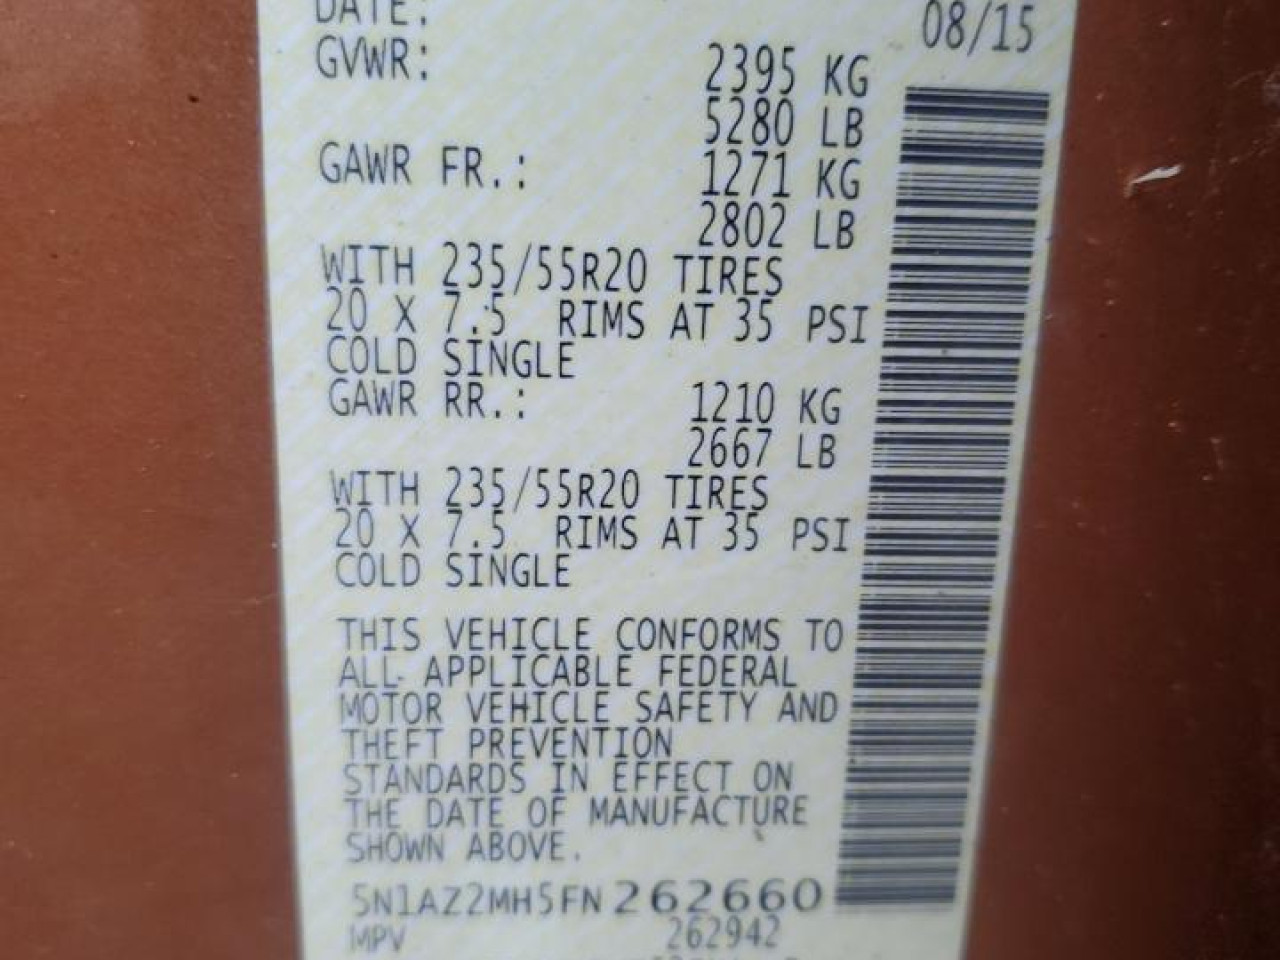 DATE: 08/15
GVWR: 2395 KG
5280 LB
GAWR FR.: 1271 KG
2802 LB
WITH 235/55R20 TIRES
20 X 7.5 RIMS AT 35 PSI
COLD SINGLE
GAWR RR.: 1210 KG
2667 LB
WITH 235/55R20 TIRES
20 X 7.5 RIMS AT 35 PSI
COLD SINGLE
THIS VEHICLE CONFORMS TO
ALL APPLICABLE FEDERAL
MOTOR VEHICLE SAFETY AND
THEFT PREVENTION
STANDARDS IN EFFECT ON
THE DATE OF MANUFACTURE
SHOWN ABOVE.
5N1AZ2MH5FN262660
MPV 262942